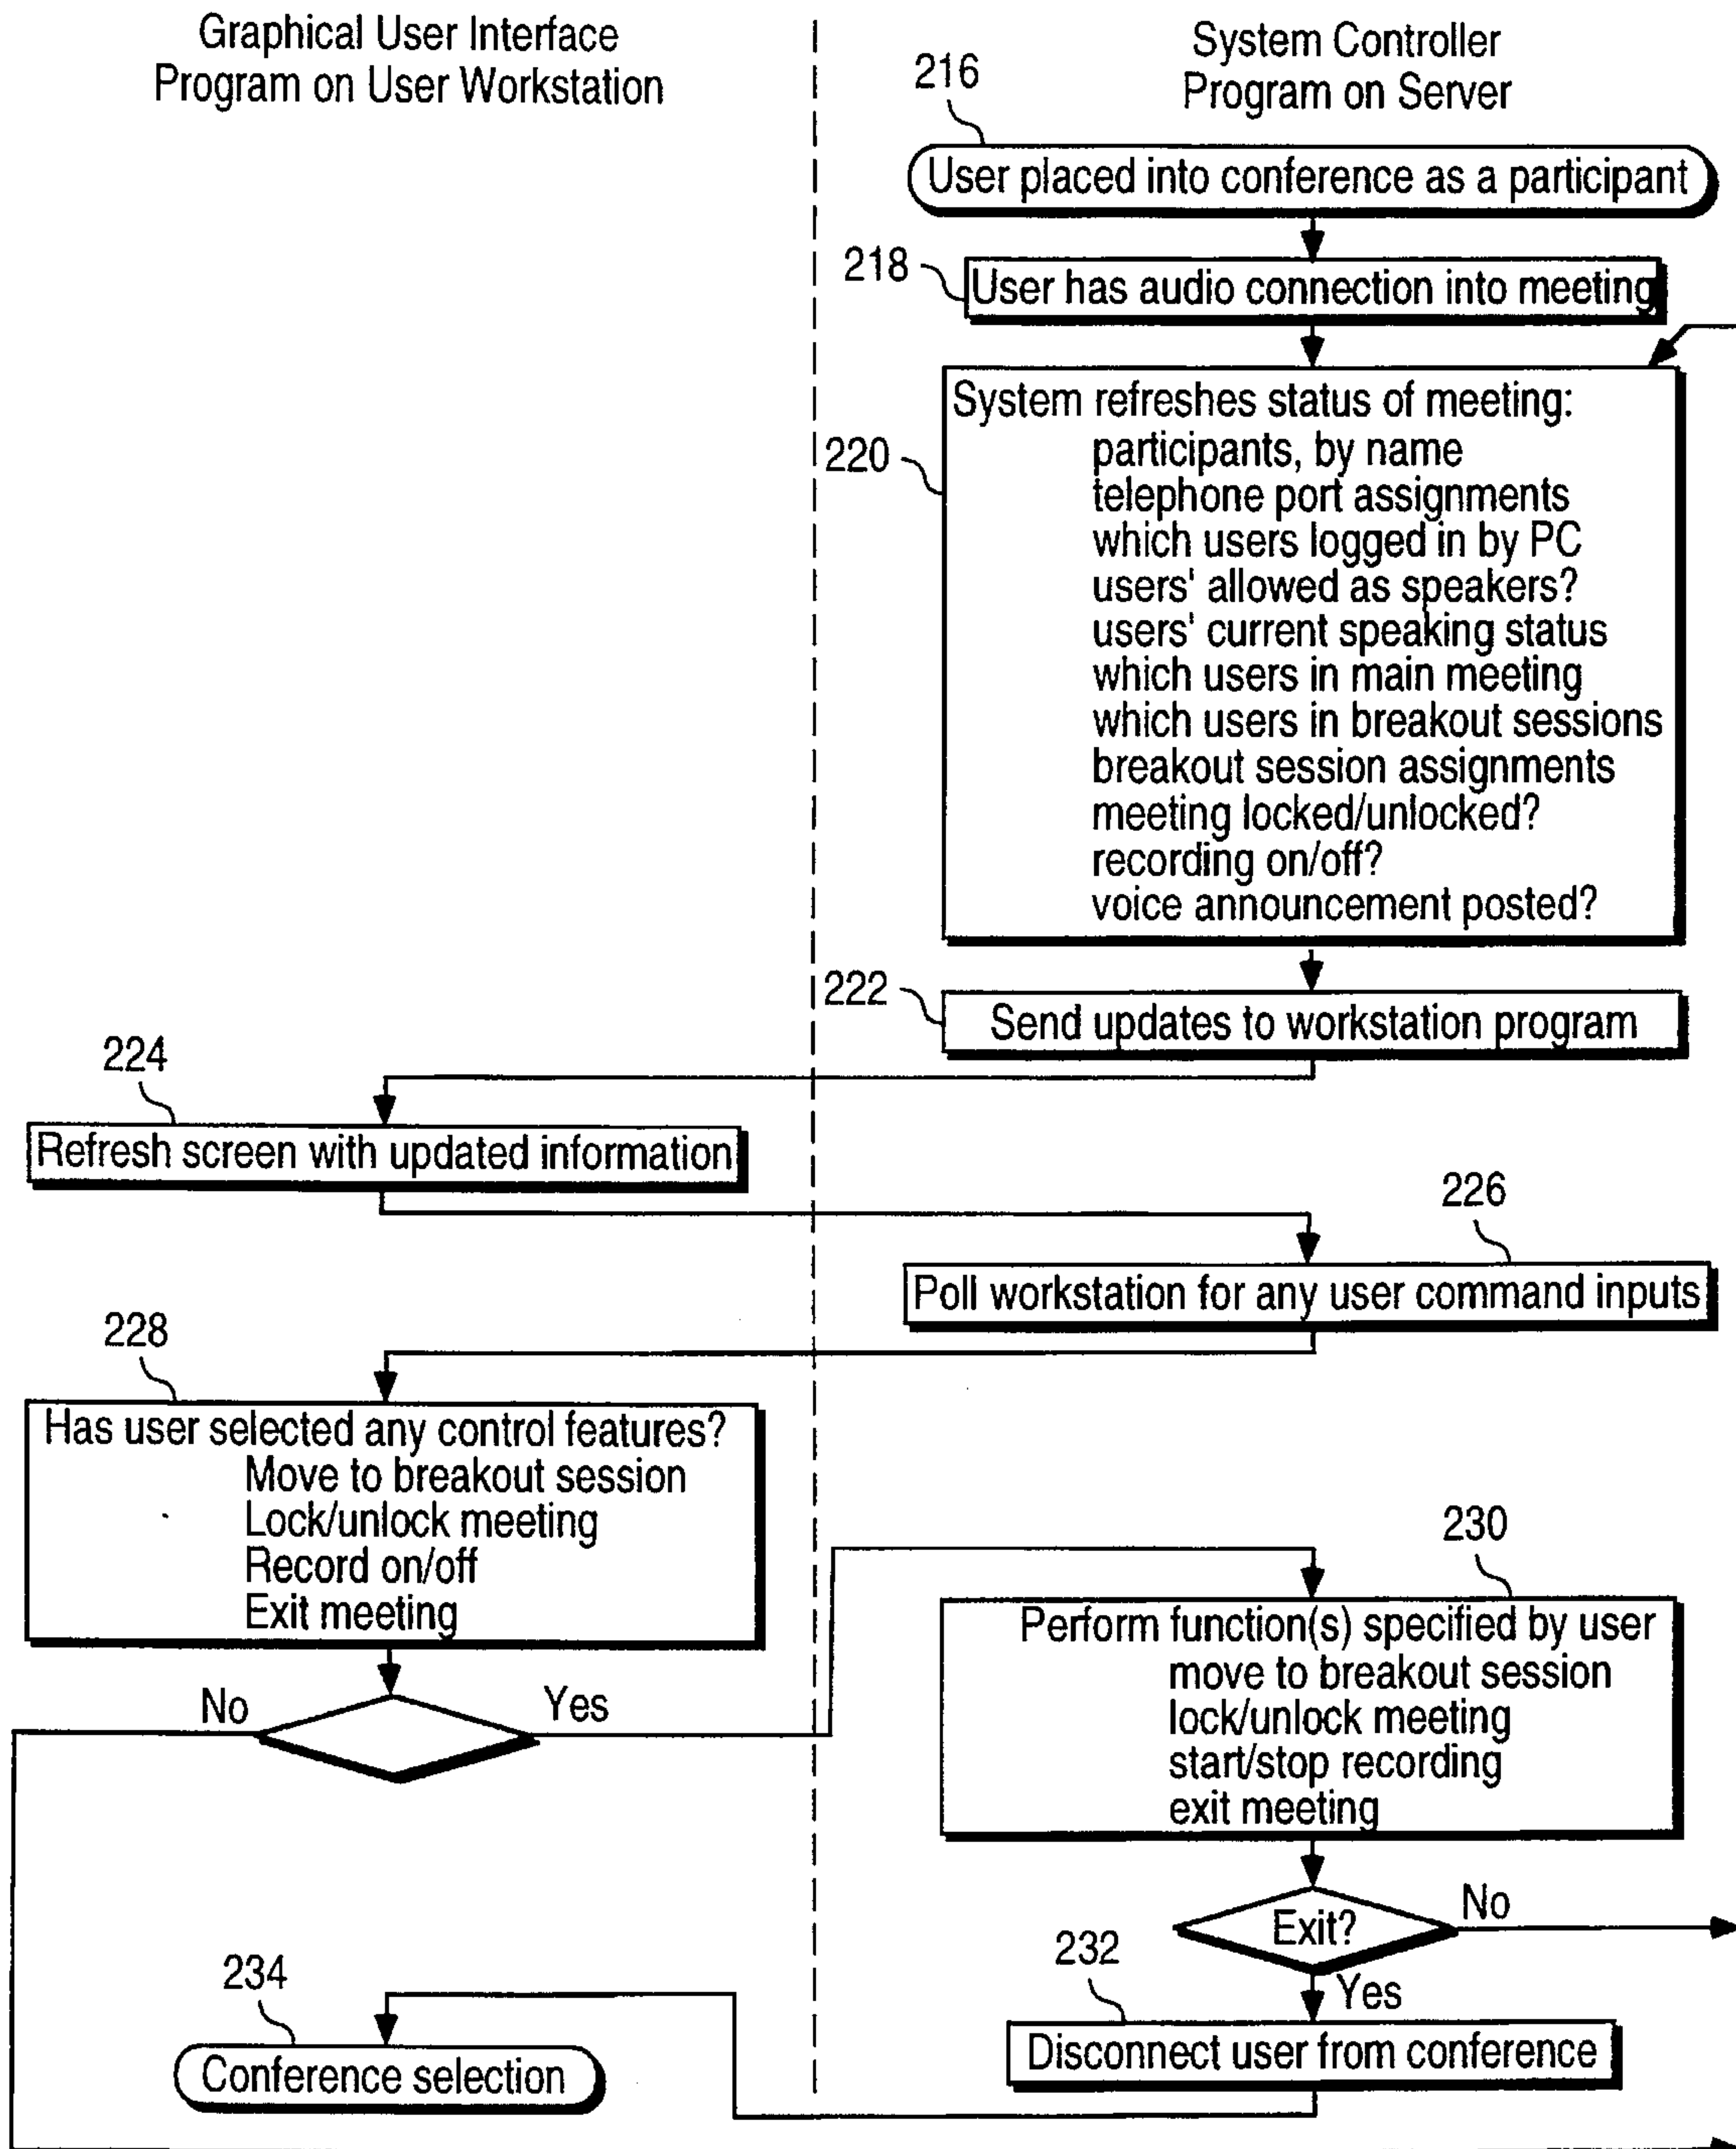 Graphical User Interface
Program on User Workstation
System Controller
Program on Server
216
User placed into conference as a participant
218
User has audio connection into meeting
220
System refreshes status of meeting:
participants, by name
telephone port assignments
which users logged in by PC
users' allowed as speakers?
users' current speaking status
which users in main meeting
which users in breakout sessions
breakout session assignments
meeting locked/unlocked?
recording on/off?
voice announcement posted?
222
Send updates to workstation program
224
Refresh screen with updated information
226
Poll workstation for any user command inputs
228
Has user selected any control features?
Move to breakout session
Lock/unlock meeting
Record on/off
Exit meeting
No
Yes
230
Perform function(s) specified by user
move to breakout session
lock/unlock meeting
start/stop recording
exit meeting
Exit?
No
Yes
232
Disconnect user from conference
234
Conference selection